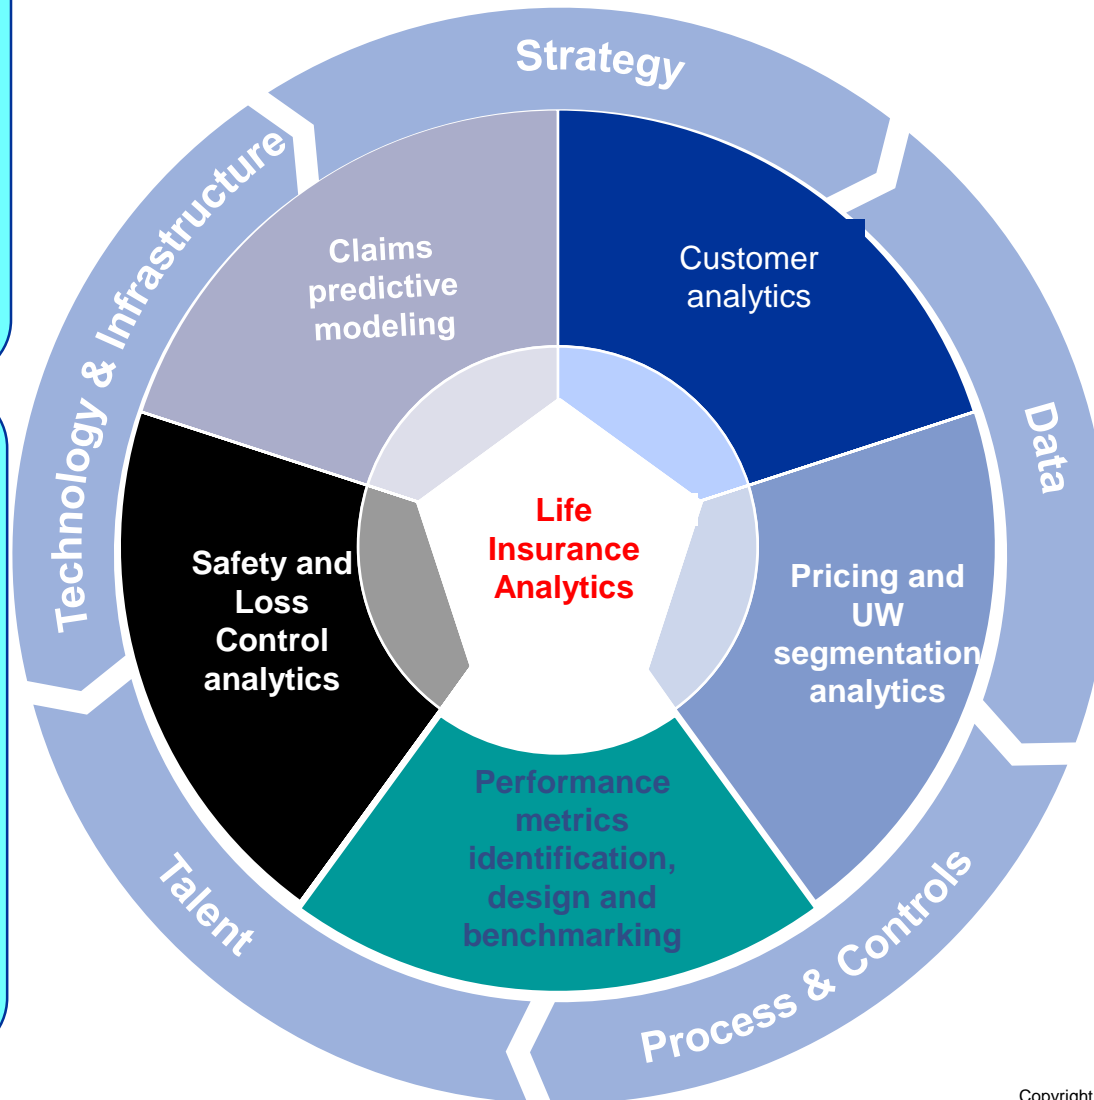 Strategy
Technology & Infrastructure
Claims
predictive
modeling
Customer
analytics
Data
Life
Insurance
Analytics
Safety and
Loss
Control
analytics
Pricing and
UW
segmentation
analytics
Performance
metrics
identification,
design and
benchmarking
Talent
Process & Controls
Copyright